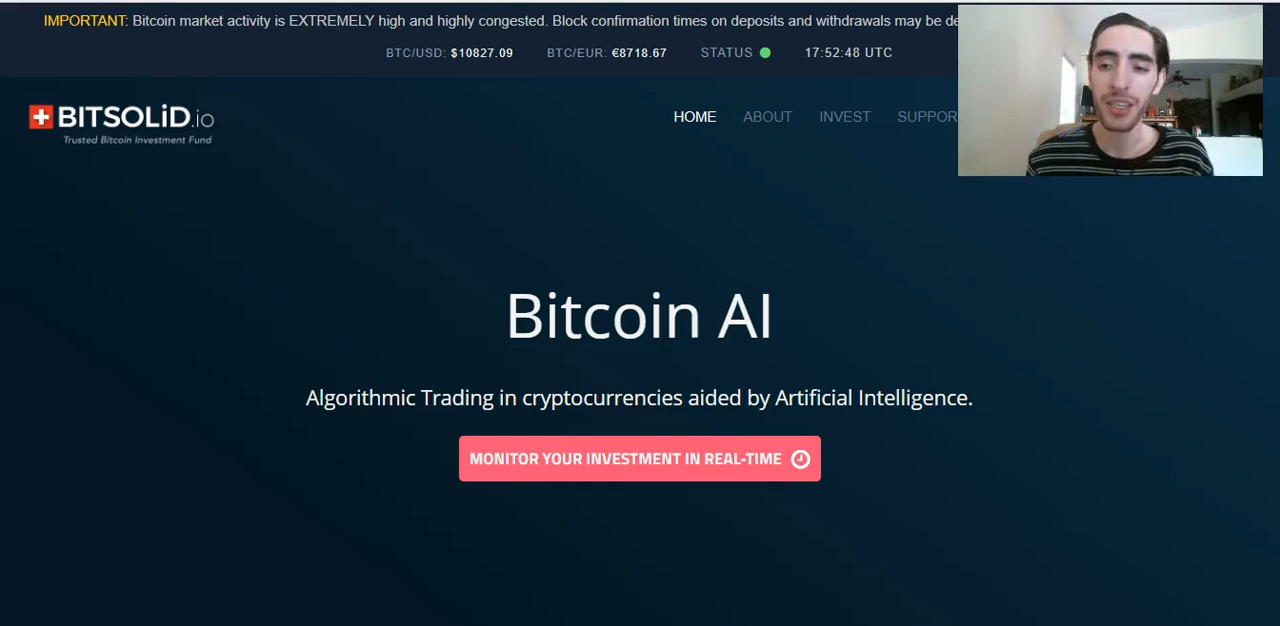 IMPORTANT: Bitcoin market activity is EXTREMELY high and highly congested. Block confirmation times on deposits and withdrawals may be
BTC/USD: $10827.09 BTC/EUR: €8718.67 STATUS 17:52:48 UTC
BITSOLiD.io
Trusted Bitcoin Investment Fund
HOME ABOUT INVEST SUPPOR
Bitcoin AI
Algorithmic Trading in cryptocurrencies aided by Artificial Intelligence.
MONITOR YOUR INVESTMENT IN REAL-TIME